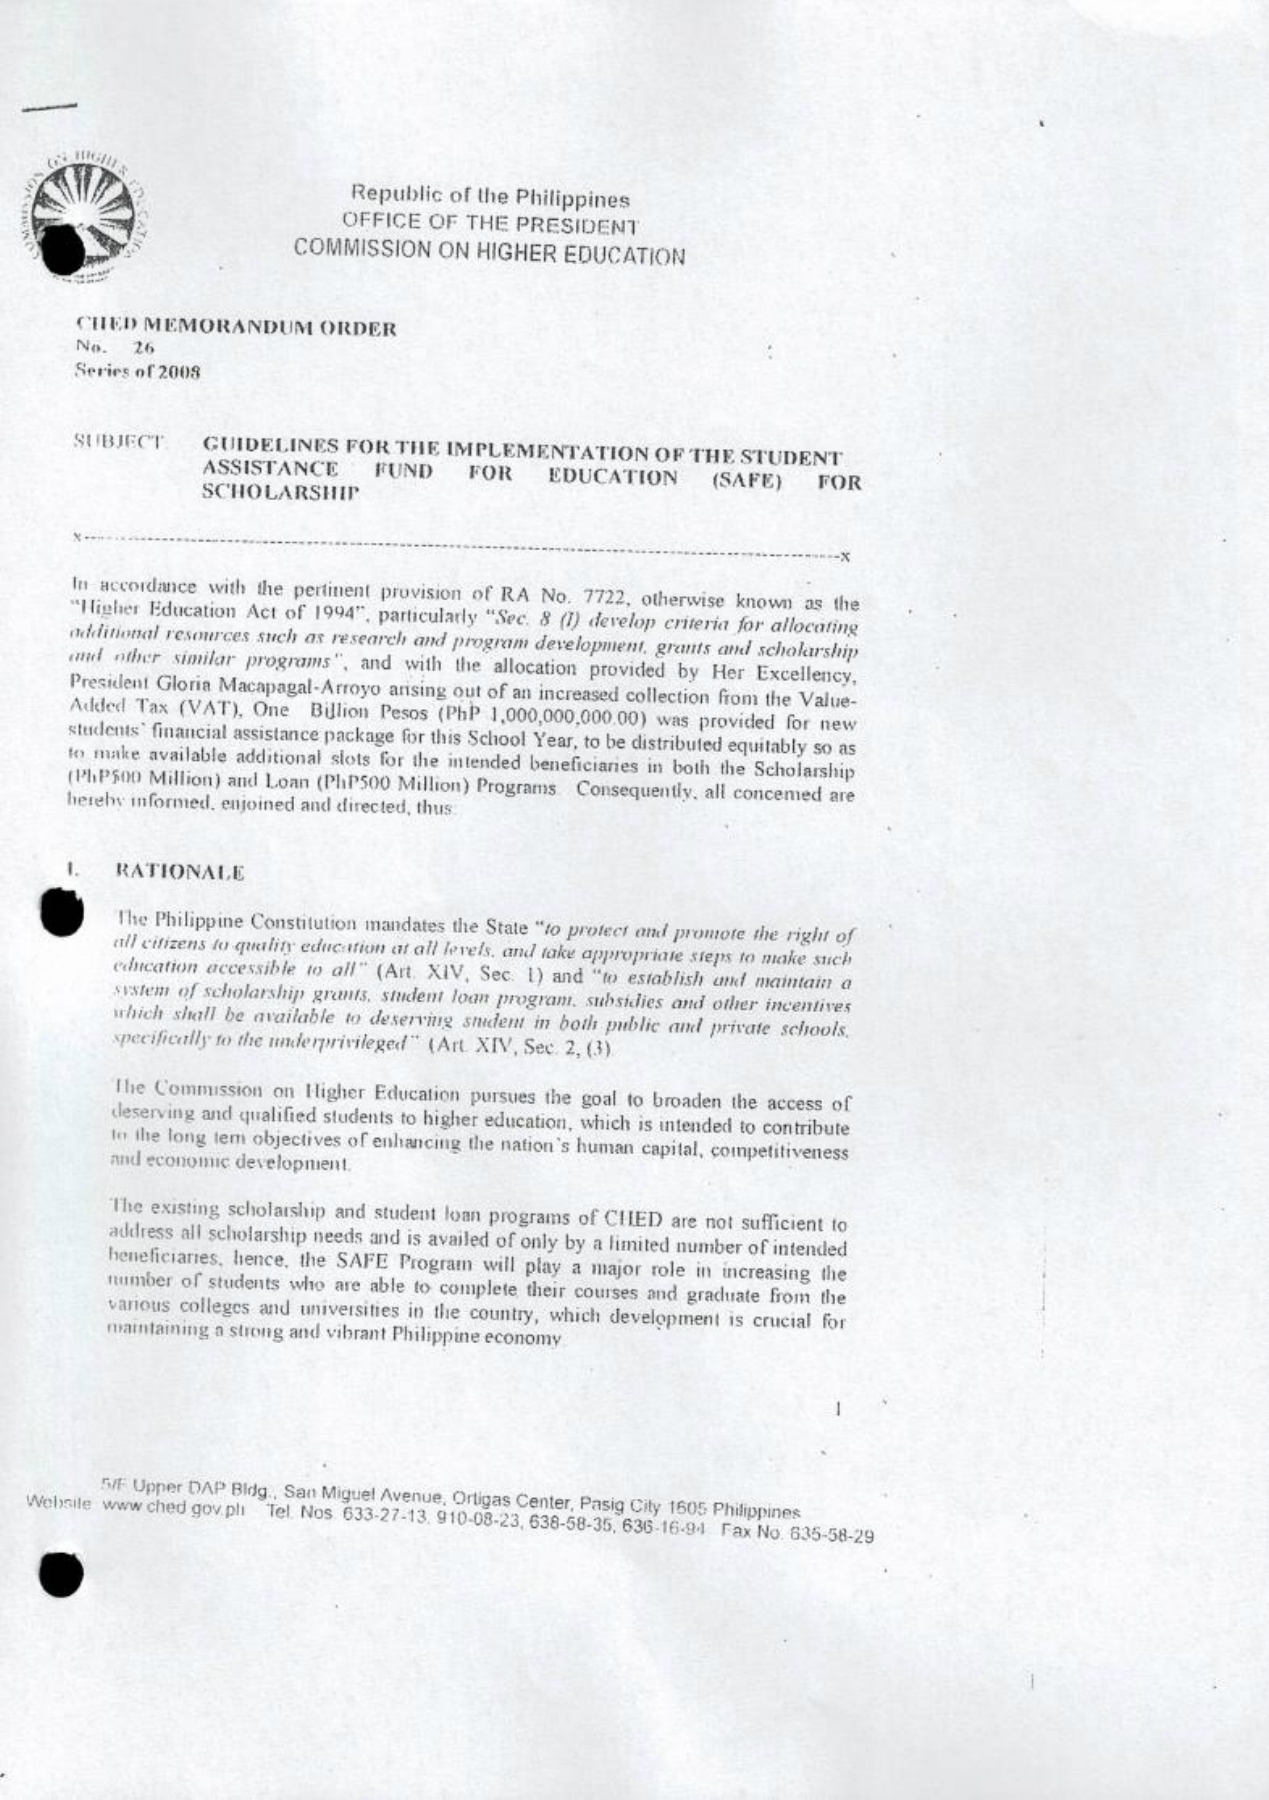 COMMISSION ON HIGHER EDUCATION
Republic of the Philippines
OFFICE OF THE PRESIDENT
COMMISSION ON HIGHER EDUCATION
CHED MEMORANDUM ORDER
No. 26
Series of 2008
SUBJECT GUIDELINES FOR THE IMPLEMENTATION OF THE STUDENT
ASSISTANCE FUND FOR EDUCATION (SAFE) FOR
SCHOLARSHIP
x-----------------------------------------------------------------------------x
In accordance with the pertinent provision of RA No. 7722, otherwise known as the
"Higher Education Act of 1994", particularly "Sec. 8 (I) develop criteria for allocating
additional resources such as research and program development, grants and scholarship
and other similar programs", and with the allocation provided by Her Excellency,
President Gloria Macapagal-Arroyo arising out of an increased collection from the Value-
Added Tax (VAT), One Billion Pesos (PhP 1,000,000,000.00) was provided for new
students' financial assistance package for this School Year, to be distributed equitably so as
to make available additional slots for the intended beneficiaries in both the Scholarship
(PhP500 Million) and Loan (PhP500 Million) Programs. Consequently, all concerned are
hereby informed, enjoined and directed, thus:
I. RATIONALE
The Philippine Constitution mandates the State "to protect and promote the right of
all citizens to quality education at all levels, and take appropriate steps to make such
education accessible to all" (Art. XIV, Sec. 1) and "to establish and maintain a
system of scholarship grants, student loan program, subsidies and other incentives
which shall be available to deserving student in both public and private schools,
specifically to the underprivileged" (Art. XIV, Sec. 2, (3).
The Commission on Higher Education pursues the goal to broaden the access of
deserving and qualified students to higher education, which is intended to contribute
to the long tem objectives of enhancing the nation's human capital, competitiveness
and economic development.
The existing scholarship and student loan programs of CHED are not sufficient to
address all scholarship needs and is availed of only by a limited number of intended
beneficiaries, hence, the SAFE Program will play a major role in increasing the
number of students who are able to complete their courses and graduate from the
various colleges and universities in the country, which development is crucial for
maintaining a strong and vibrant Philippine economy.
1
5/F Upper DAP Bldg., San Miguel Avenue, Ortigas Center, Pasig City 1605 Philippines
Website www.ched.gov.ph Tel. Nos. 633-27-13, 910-08-23, 638-58-35, 636-16-94 Fax No. 635-58-29